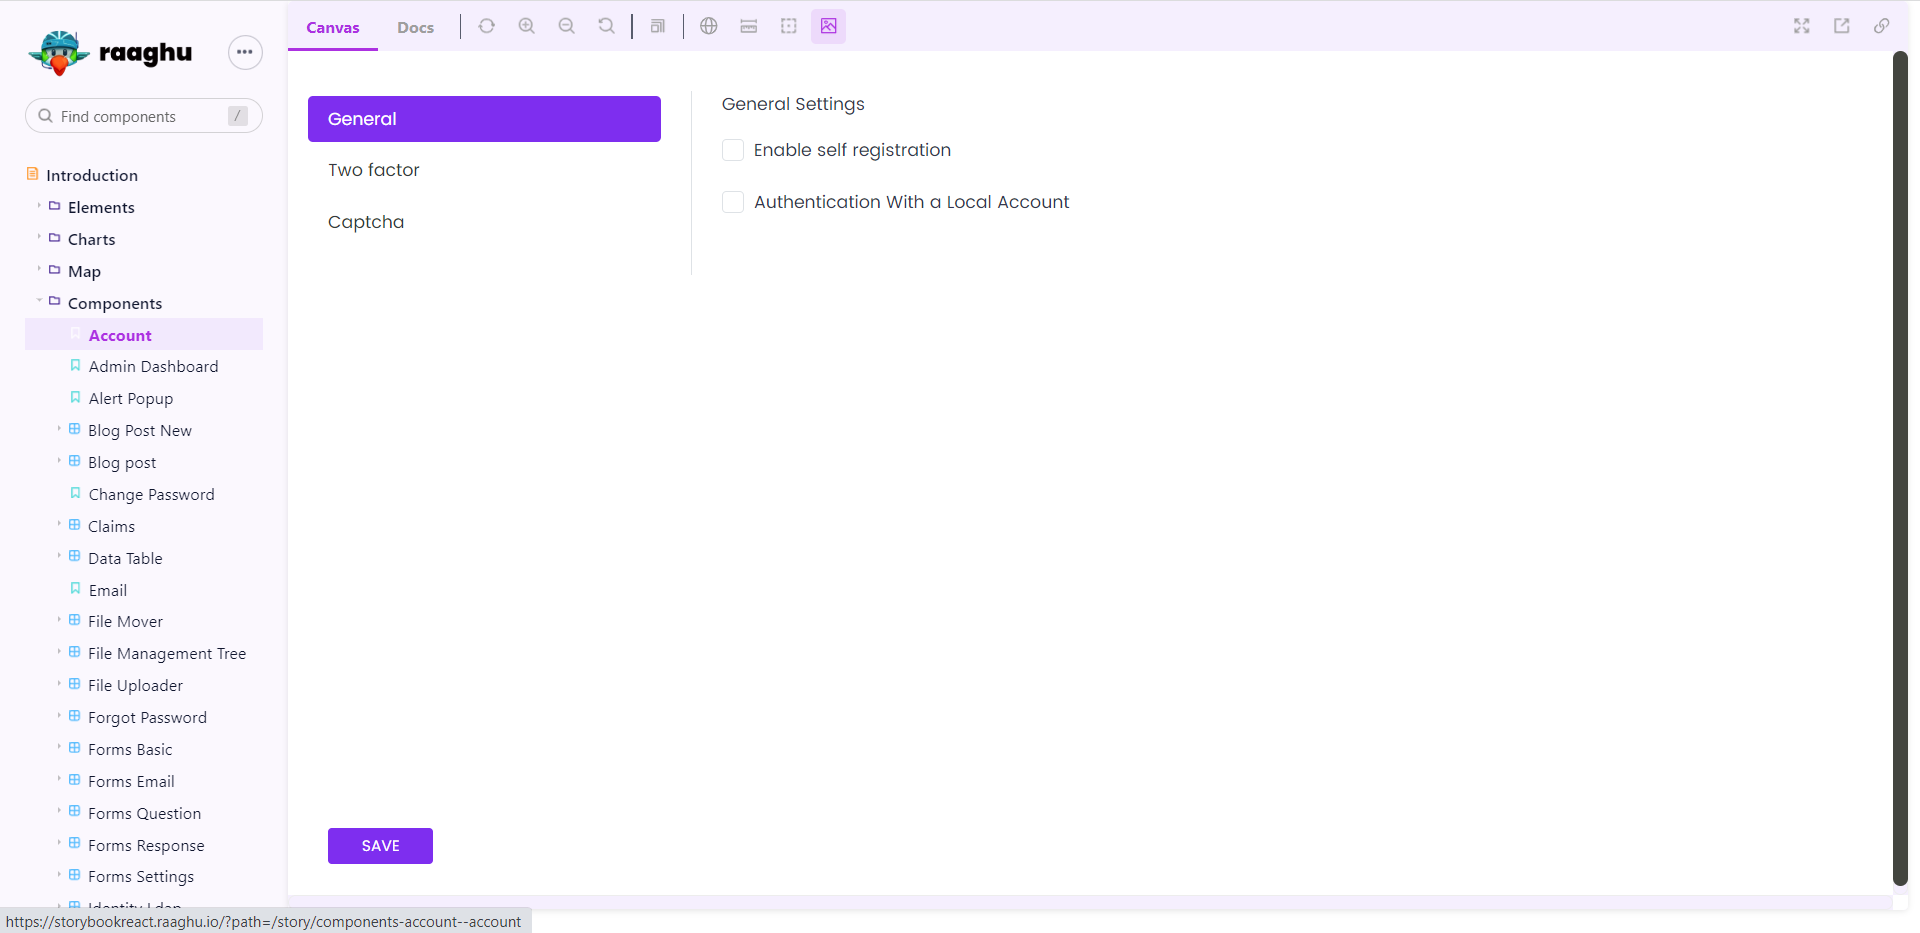 raaghu
Find components /
Introduction
Elements
Charts
Map
Components
Account
Admin Dashboard
Alert Popup
Blog Post New
Blog post
Change Password
Claims
Data Table
Email
File Mover
File Management Tree
File Uploader
Forgot Password
Forms Basic
Forms Email
Forms Question
Forms Response
Forms Settings
Identity Ldap
https://storybookreact.raaghu.io/?path=/story/components-account--account
Canvas Docs
General
Two factor
Captcha
General Settings
Enable self registration
Authentication With a Local Account
SAVE